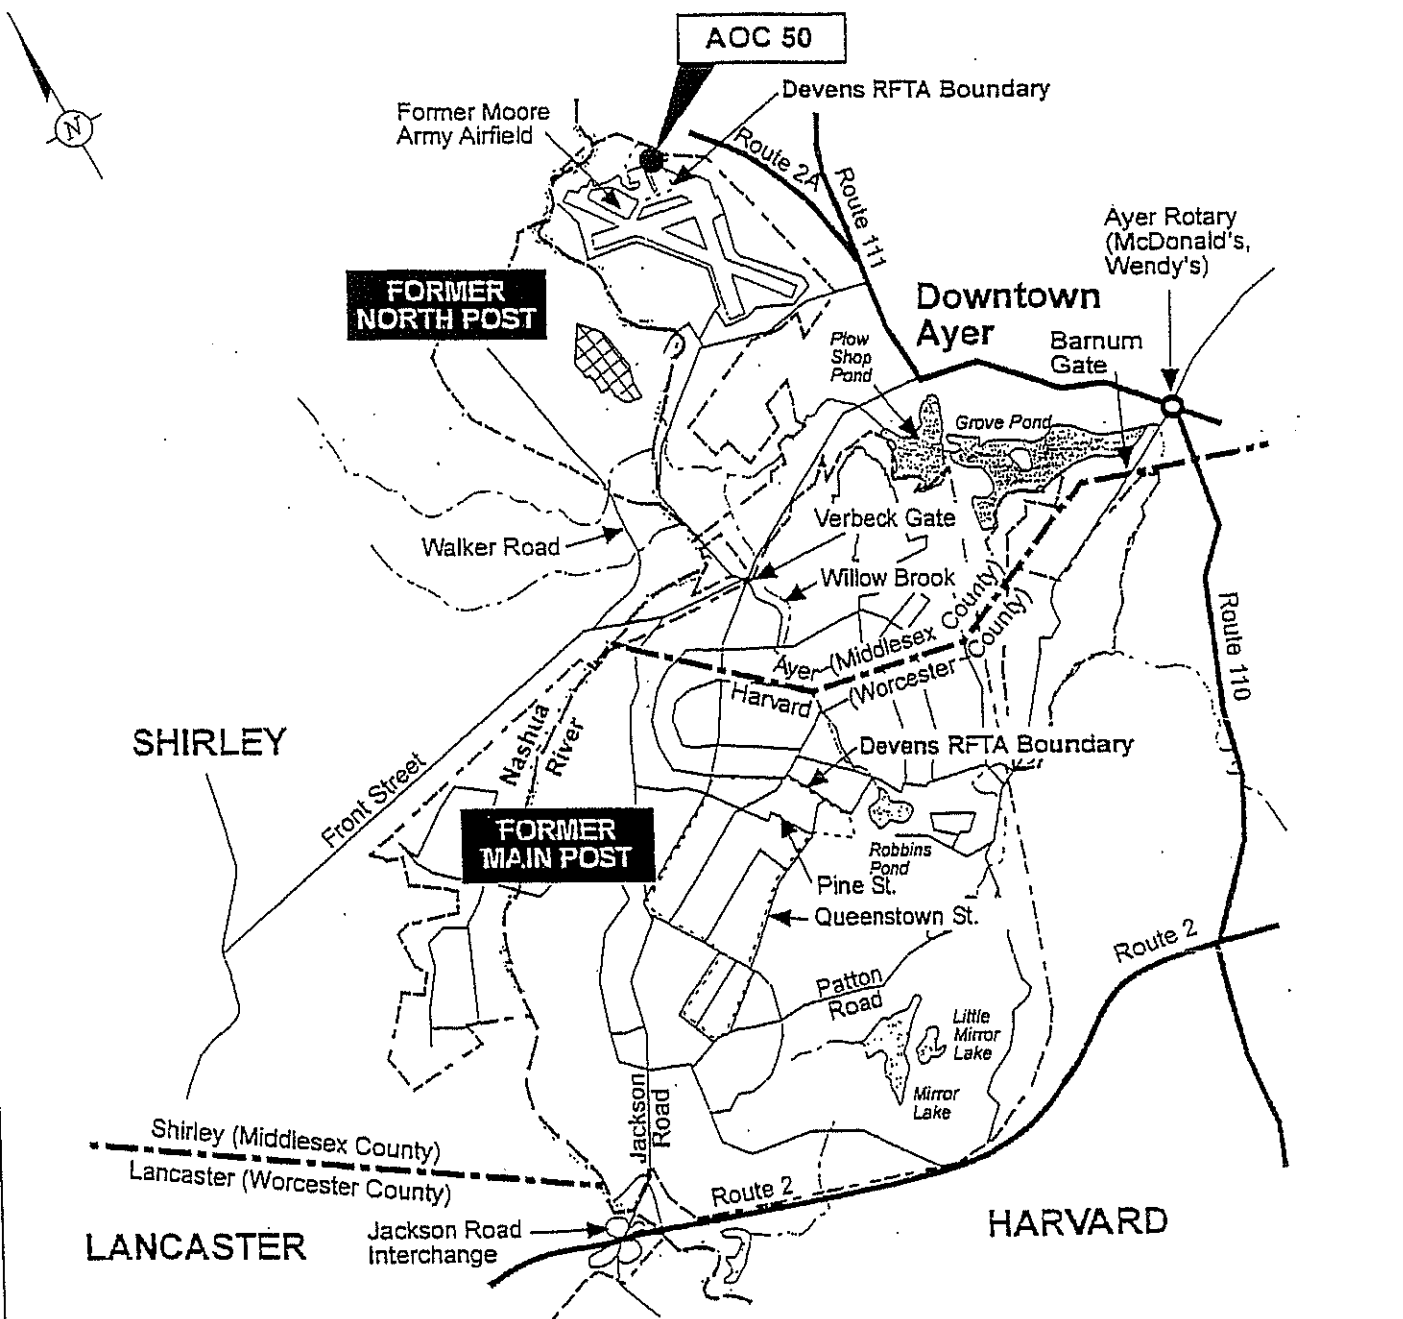 AOC 50
Devens RFTA Boundary
Former Moore
Army Airfield
N
Route 2A
Route 111
Ayer Rotary
(McDonald's,
Wendy's)
FORMER
NORTH POST
Downtown
Ayer
Barnum
Gate
Plow
Shop
Pond
Grove Pond
Verbeck Gate
Walker Road
Willow Brook
Ayer (Middlesex County)
Harvard (Worcester County)
Route 110
SHIRLEY
Nashua
River
Front Street
Devens RFTA Boundary
FORMER
MAIN POST
Robbins
Pond
Pine St.
Queenstown St.
Route 2
Patton
Road
Little
Mirror
Lake
Mirror
Lake
Jackson
Road
Shirley (Middlesex County)
Lancaster (Worcester County)
Route 2
Jackson Road
Interchange
LANCASTER
HARVARD